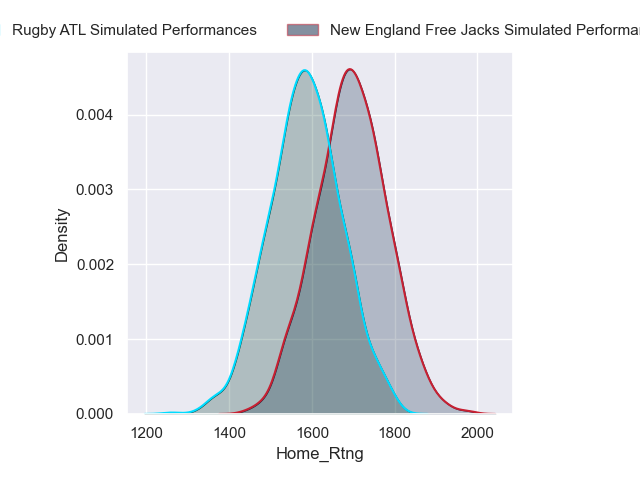 Rugby ATL Simulated Performances New England Free Jacks Simulated
0.004
0.003
0.002
0.001
0.000
Density
1200 1400 1600 1800 2000
Home_Rtng